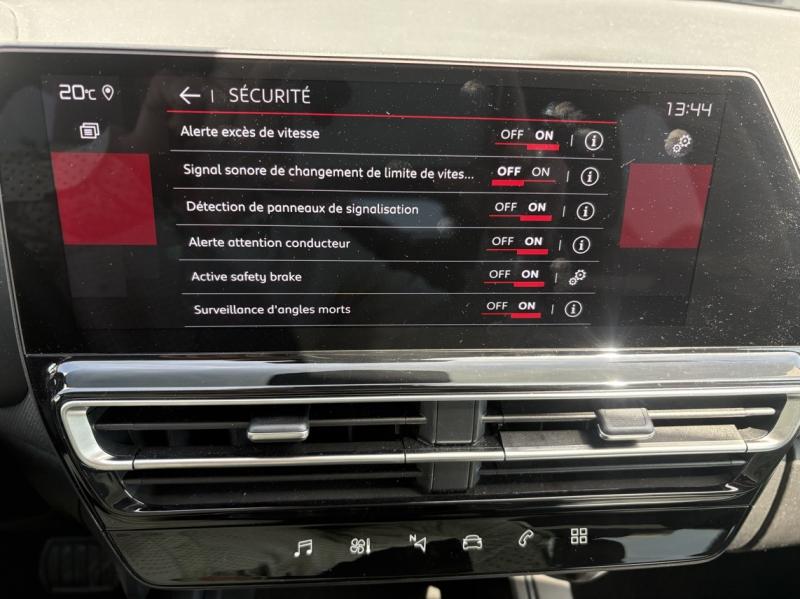 20°C
← | SÉCURITÉ
13:44
Alerte excès de vitesse OFF ON
Signal sonore de changement de limite de vites... OFF ON
Détection de panneaux de signalisation OFF ON
Alerte attention conducteur OFF ON
Active safety brake OFF ON
Surveillance d'angles morts OFF ON
N